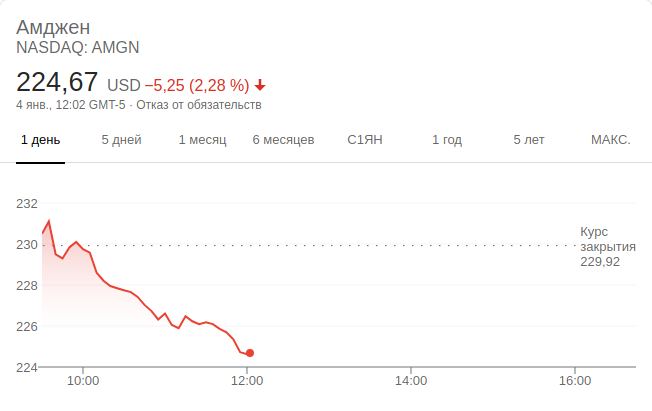 Амджен
NASDAQ: AMGN
224,67 USD −5,25 (2,28 %)
4 янв., 12:02 GMT-5 · Отказ от обязательств
1 день 5 дней 1 месяц 6 месяцев С1ЯН 1 год 5 лет МАКС.
232
230
228
226
224
Курс
закрытия
229,92
10:00 12:00 14:00 16:00